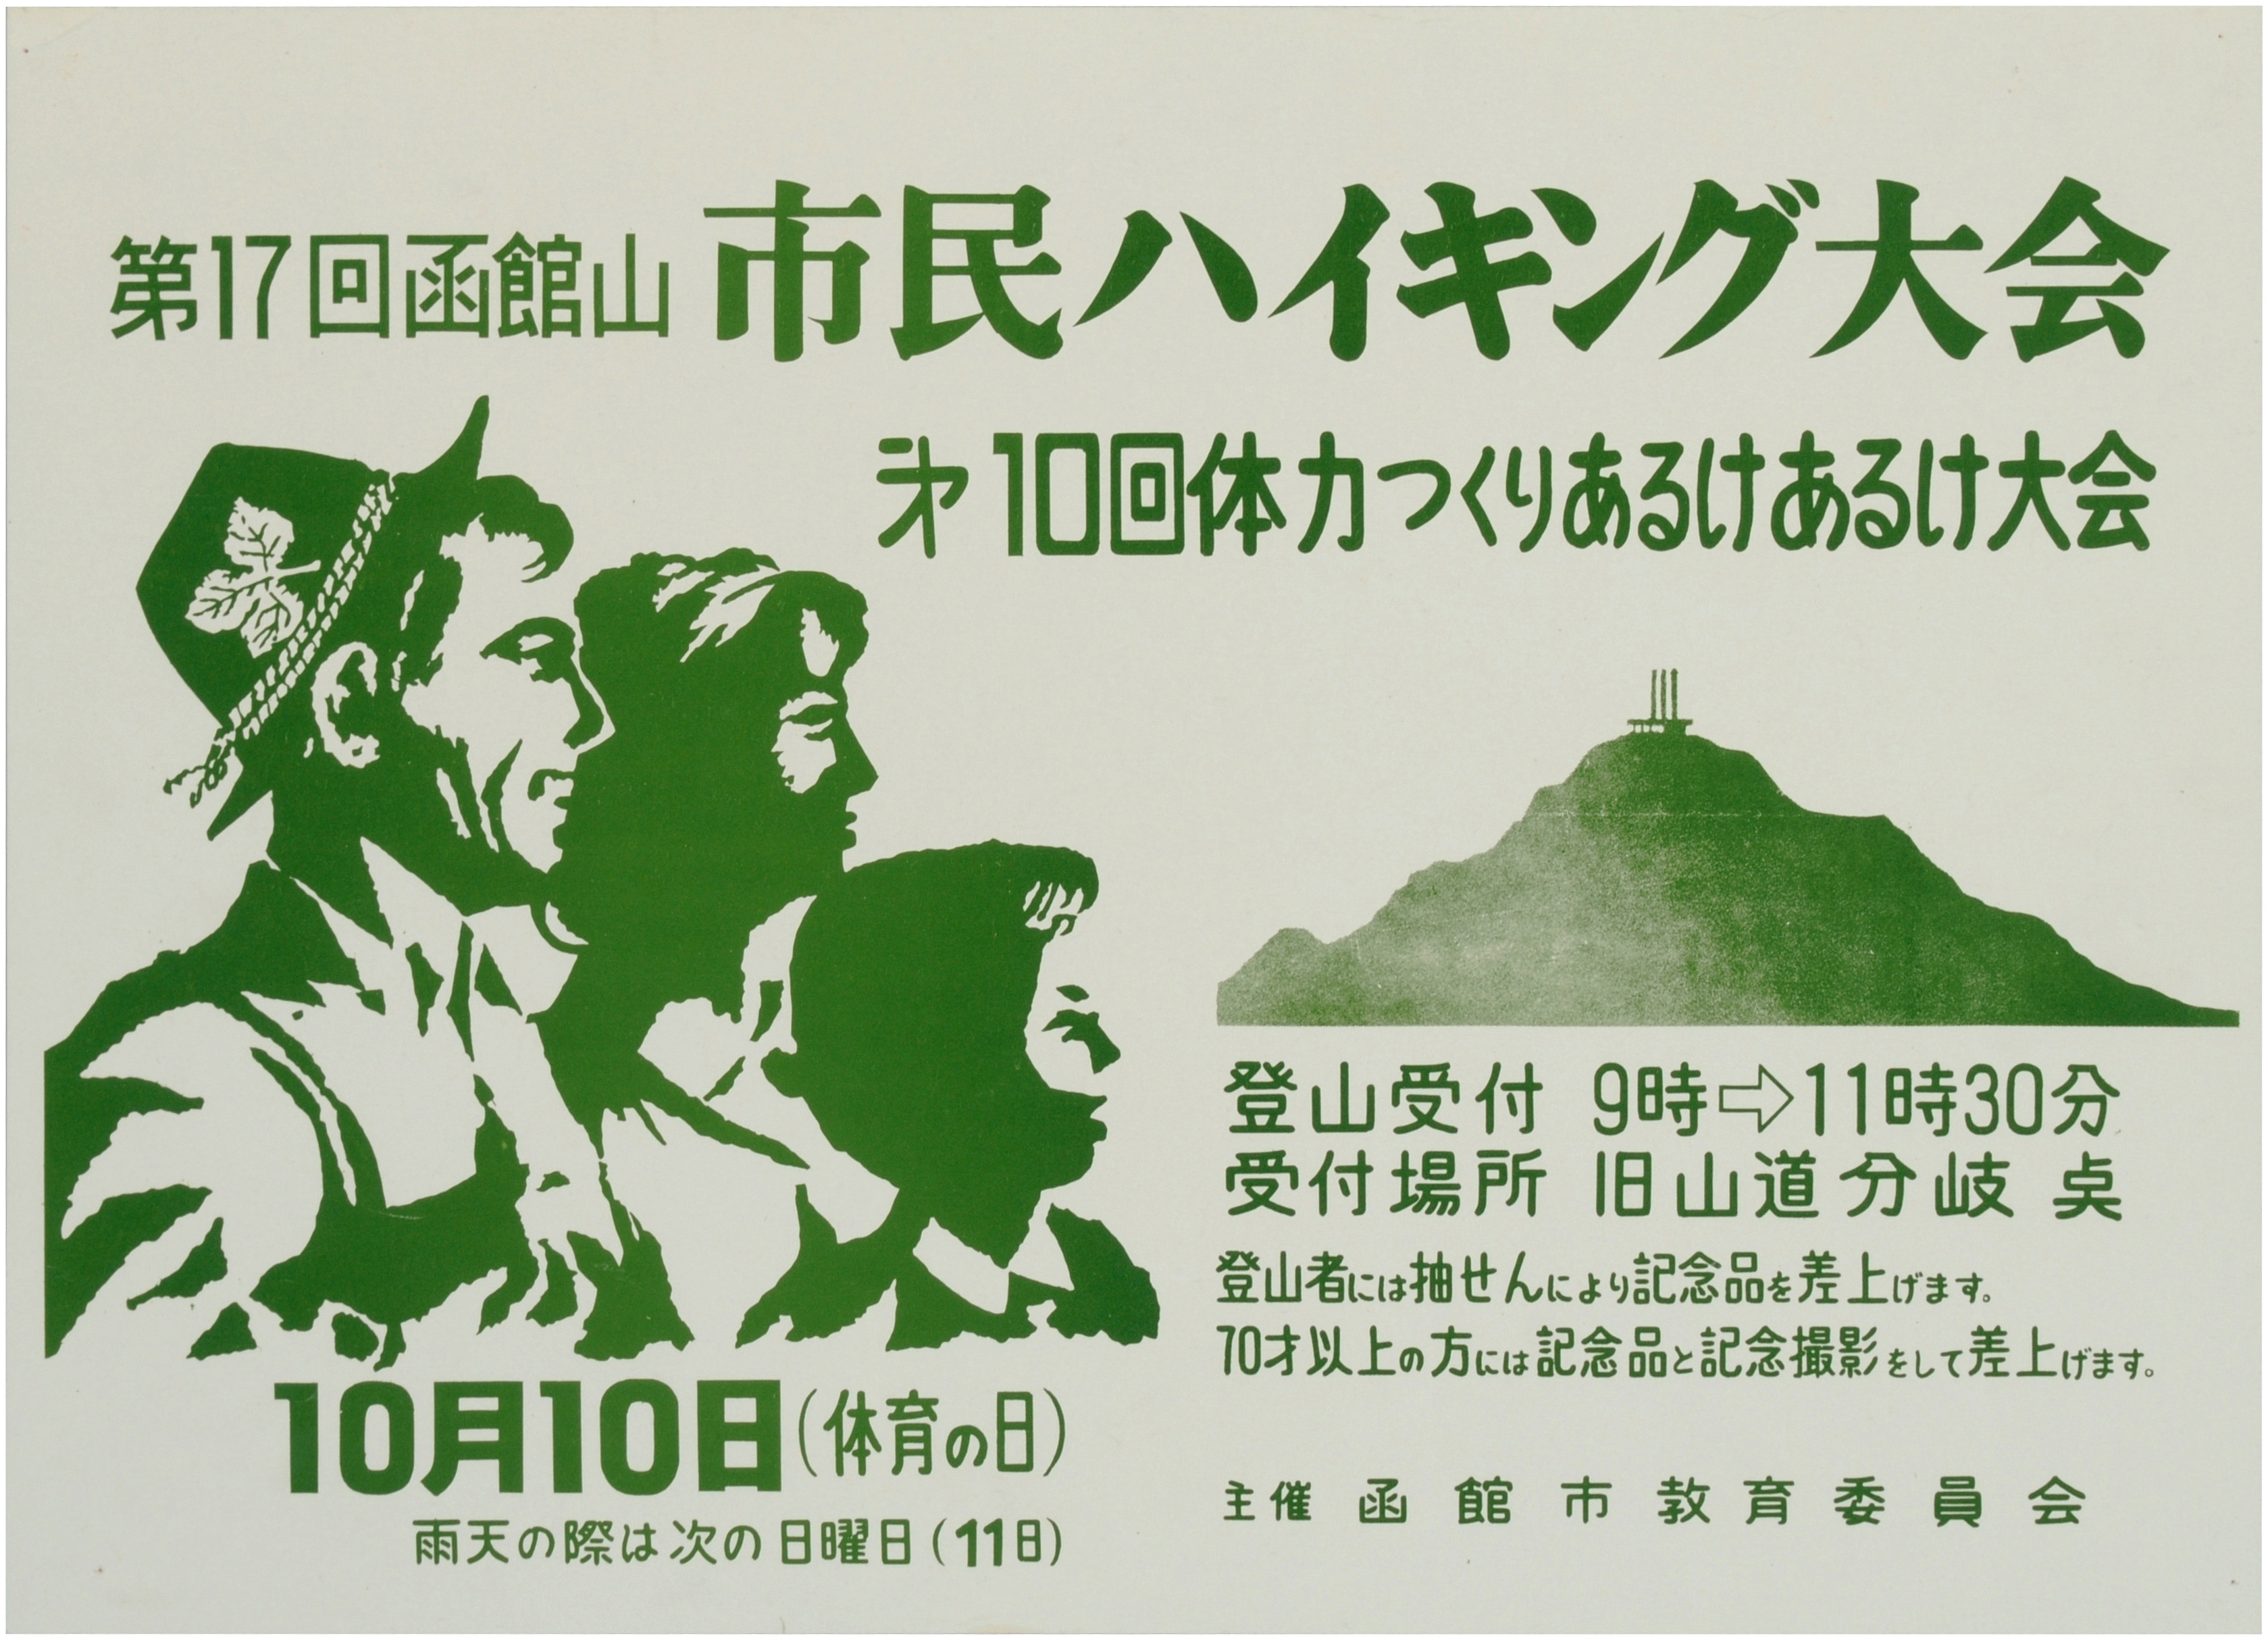 第17回函館山 市民ハイキング大会
㐧10回体力つくりあるけあるけ大会
登山受付 9時⇨11時30分
受付場所 旧山道分岐点
登山者には抽せんにより記念品を差上げます。
70才以上の方には記念品と記念撮影をして差上げます。
10月10日(体育の日)
雨天の際は次の日曜日(11日)
主催 函館市教育委員会